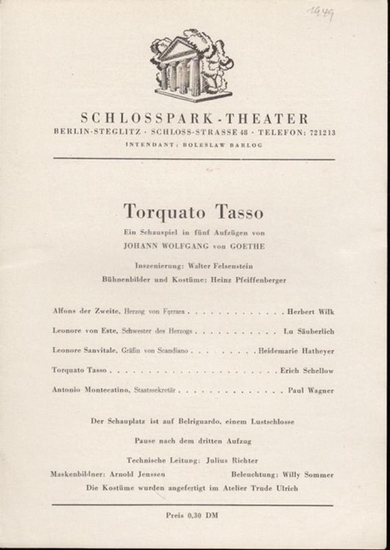 1949
SCHLOSSPARK-THEATER
BERLIN-STEGLITZ - SCHLOSS-STRASSE 48 - TELEFON: 721213
INTENDANT: BOLESLAW BARLOG
Torquato Tasso
Ein Schauspiel in fünf Aufzügen von
JOHANN WOLFGANG von GOETHE
Inszenierung: Walter Felsenstein
Bühnenbilder und Kostüme: Heinz Pfeiffenberger
Alfons der Zweite, Herzog von Ferrara . . . . . . . . . . . . Herbert Wilk
Leonore von Este, Schwester des Herzogs . . . . . . . . . . . Lu Säuberlich
Leonore Sanvitale, Gräfin von Scandiano . . . . . . . . Heidemarie Hatheyer
Torquato Tasso . . . . . . . . . . . . . . . . . . . . . Erich Schellow
Antonio Montecatino, Staatssekretär . . . . . . . . . . . . . Paul Wagner
Der Schauplatz ist auf Belriguardo, einem Lustschlosse
Pause nach dem dritten Aufzug
Technische Leitung: Julius Richter
Maskenbildner: Arnold Jenssen Beleuchtung: Willy Sommer
Die Kostüme wurden angefertigt im Atelier Trude Ulrich
Preis 0,30 DM